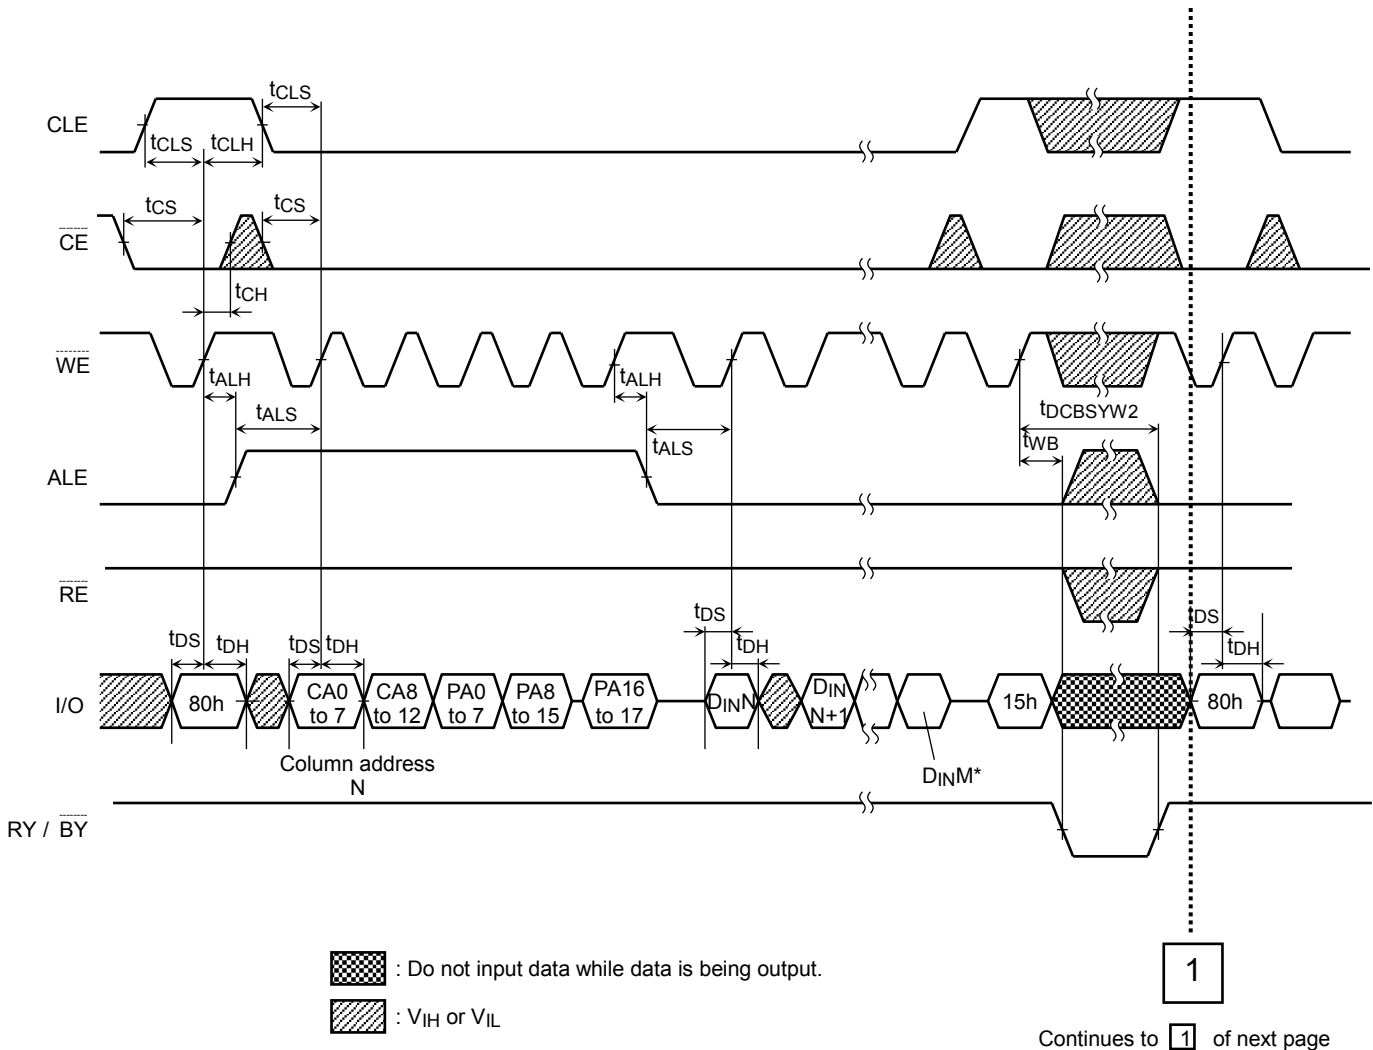 tCLS
CLE
tCLS tCLH
tCS tCS
CE
tCH
WE
tALH tALH
tDCBSYW2
tALS tALS
tWB
ALE
RE
tDS tDH tDS tDH tDS tDH tDS tDH
I/O 80h CA0 to 7 CA8 to 12 PA0 to 7 PA8 to 15 PA16 to 17 DINN DIN N+1 15h 80h
Column address
N
DINM*
RY / BY
: Do not input data while data is being output.
1
: VIH or VIL
Continues to 1 of next page